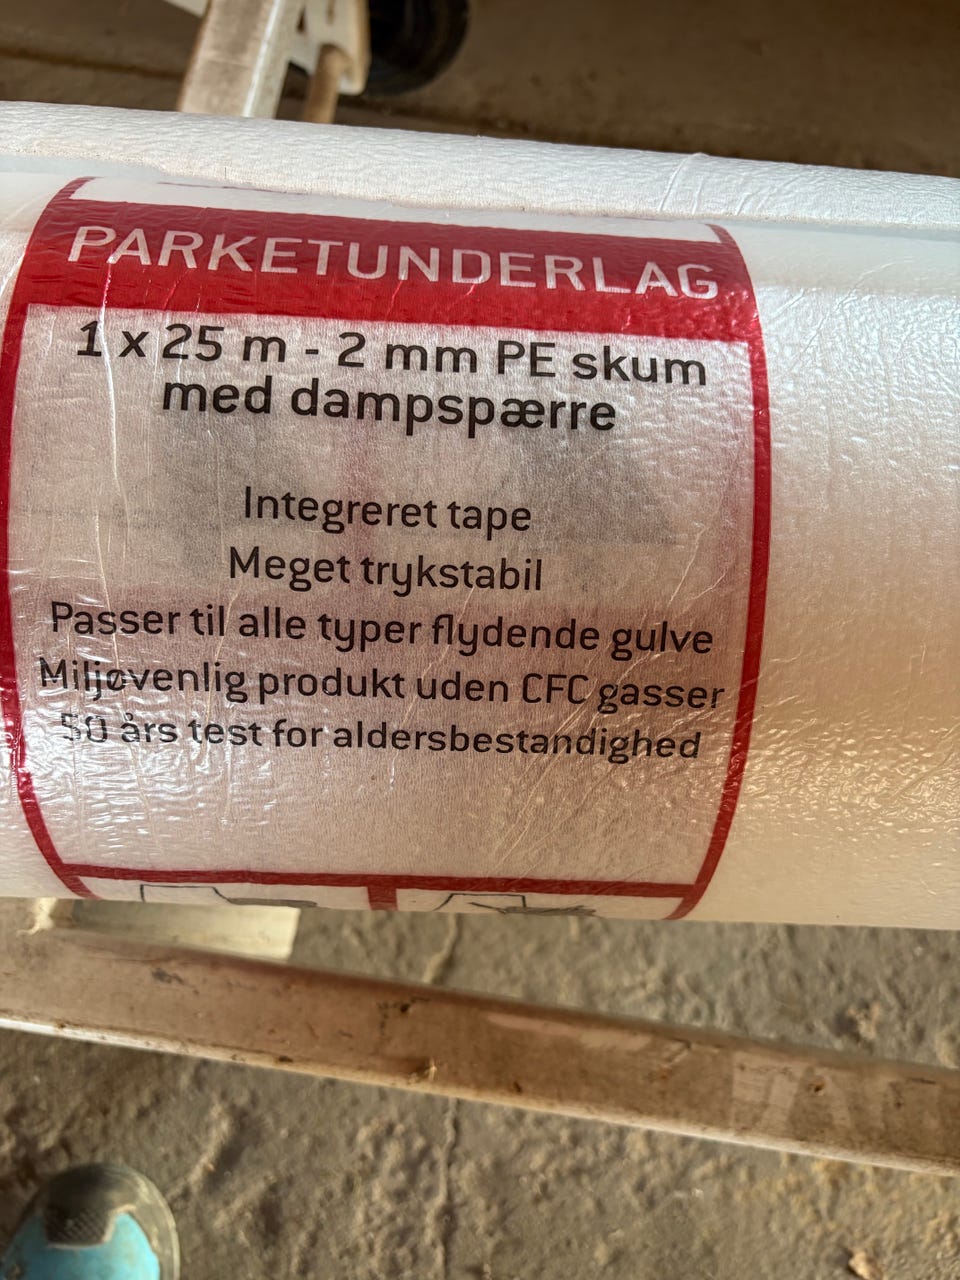 PARKETUNDERLAG
1 x 25 m - 2 mm PE skum
med dampspærre
Integreret tape
Meget trykstabil
Passer til alle typer flydende gulve
Miljøvenlig produkt uden CFC gasser
50 års test for aldersbestandighed